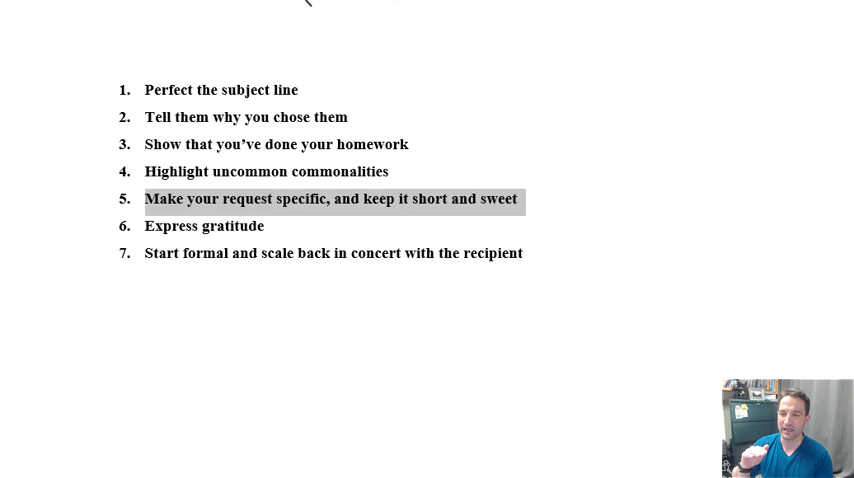 1. Perfect the subject line
2. Tell them why you chose them
3. Show that you’ve done your homework
4. Highlight uncommon commonalities
5. Make your request specific, and keep it short and sweet
6. Express gratitude
7. Start formal and scale back in concert with the recipient